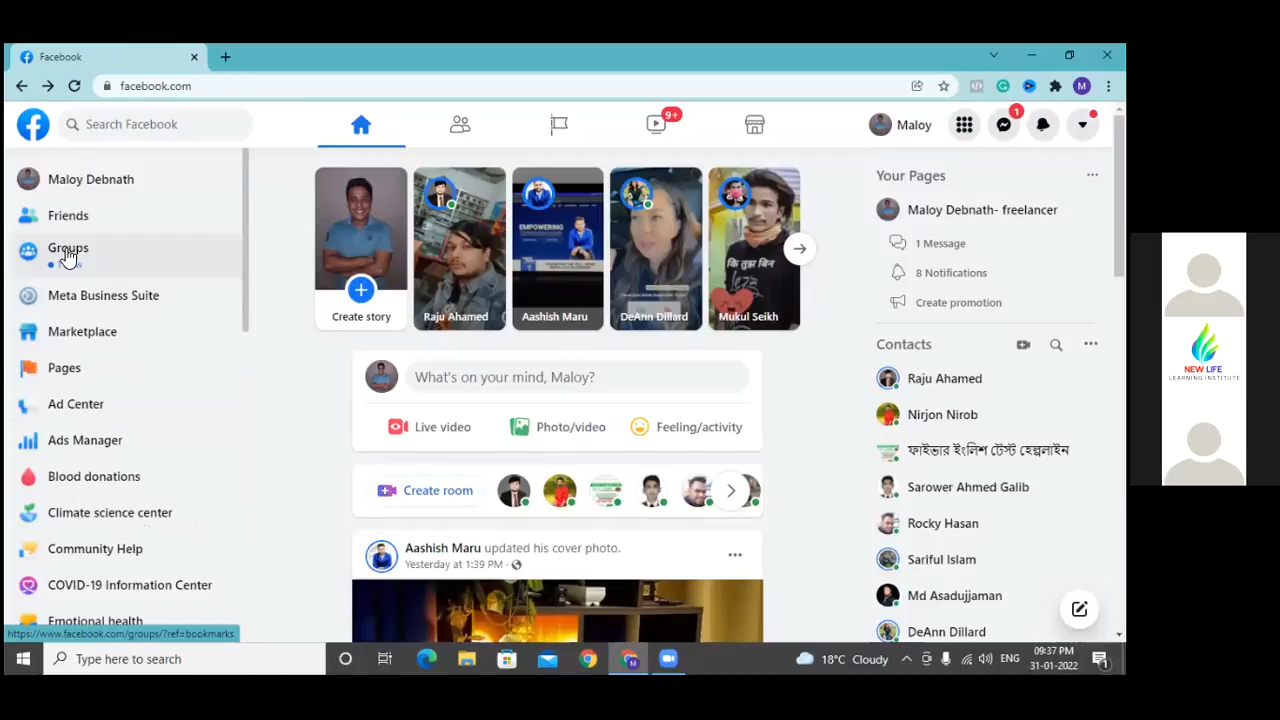 Facebook
facebook.com
Search Facebook
9+
Maloy
1
Maloy Debnath
Friends
Groups
Meta Business Suite
Marketplace
Pages
Ad Center
Ads Manager
Blood donations
Climate science center
Community Help
COVID-19 Information Center
Emotional health
https://www.facebook.com/groups/?ref=bookmarks
EMPOWERING
कि तुझ बिन
Create story
Raju Ahamed
Aashish Maru
DeAnn Dillard
Mukul Seikh
What's on your mind, Maloy?
Live video
Photo/video
Feeling/activity
Create room
Aashish Maru updated his cover photo.
Yesterday at 1:39 PM ·
Your Pages
Maloy Debnath- freelancer
1 Message
8 Notifications
Create promotion
Contacts
Raju Ahamed
Nirjon Nirob
ফাইভার ইংলিশ টেস্ট হেল্পলাইন
Sarower Ahmed Galib
Rocky Hasan
Sariful Islam
Md Asadujjaman
DeAnn Dillard
NEW LIFE
LEARNING INSTITUTE
Type here to search
18°C Cloudy
ENG
09:37 PM
31-01-2022